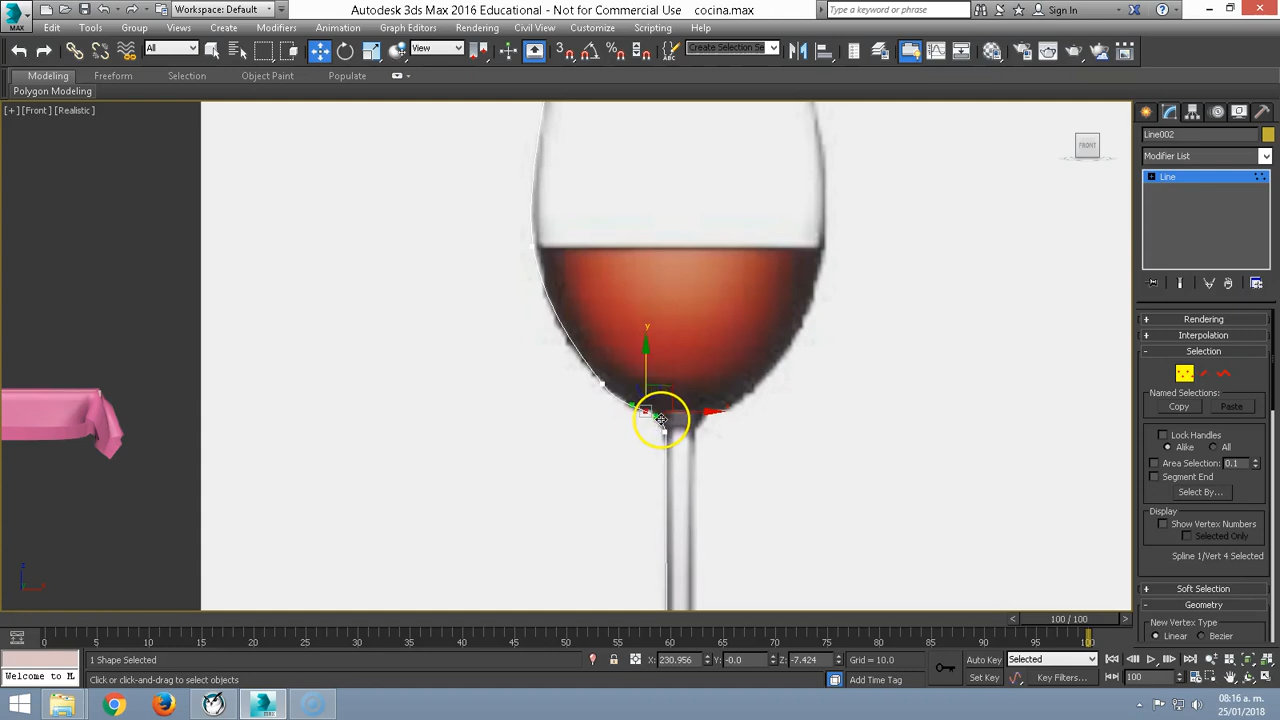 Autodesk 3ds Max 2016 Educational - Not for Commercial Use cocina.max
Workspace: Default
Type a keyword or phrase
Sign In
MAX
Edit Tools Group Views Create Modifiers Animation Graph Editors Rendering Civil View Customize Scripting Help
All
View
Create Selection Se
Modeling Freeform Selection Object Paint Populate
Polygon Modeling
[+] [Front] [Realistic]
FRONT
y
Line002
Modifier List
Line
Rendering
Interpolation
Selection
Named Selections:
Copy Paste
Lock Handles
Alike All
Area Selection: 0.1
Segment End
Select By...
Display
Show Vertex Numbers
Selected Only
Spline 1/Vert 4 Selected
Soft Selection
Geometry
New Vertex Type
Linear Bezier
100 / 100
0 5 10 15 20 25 30 35 40 45 50 55 60 65 70 75 80 85 90 95 100
1 Shape Selected
X: 230.956 Y: -0.0 Z: -7.424 Grid = 10.0
Auto Key Selected
Welcome to M
Click or click-and-drag to select objects
Add Time Tag
Set Key Key Filters... 100
08:16 a. m.
25/01/2018